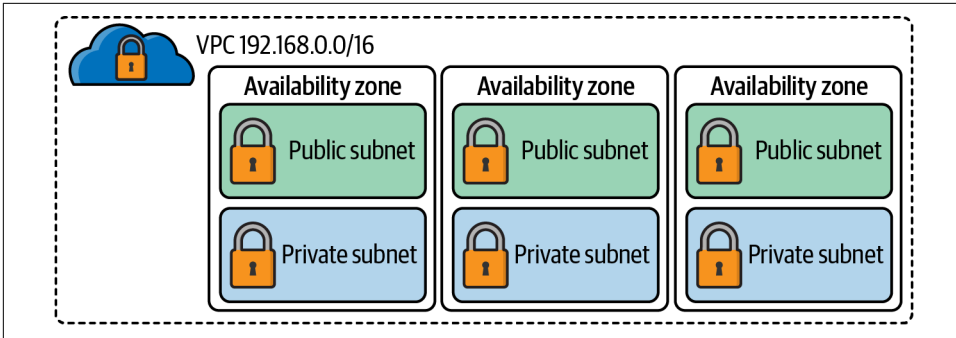 VPC 192.168.0.0/16
Availability zone
Public subnet
Private subnet
Availability zone
Public subnet
Private subnet
Availability zone
Public subnet
Private subnet